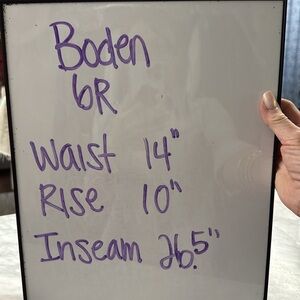 Boden
6R
Waist 14"
Rise 10"
Inseam 26.5"